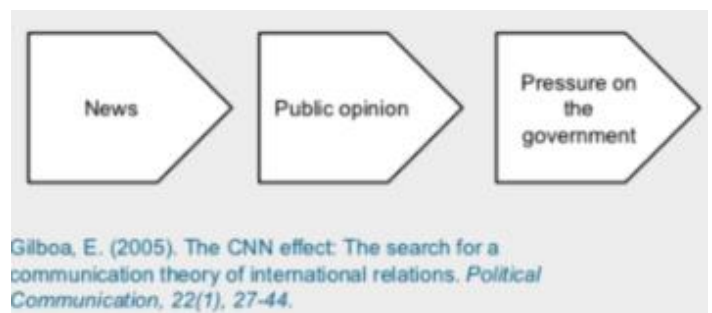 News
Public opinion
Pressure on
the
government
Gilboa, E. (2005). The CNN effect: The search for a
communication theory of international relations. Political
Communication, 22(1), 27-44.